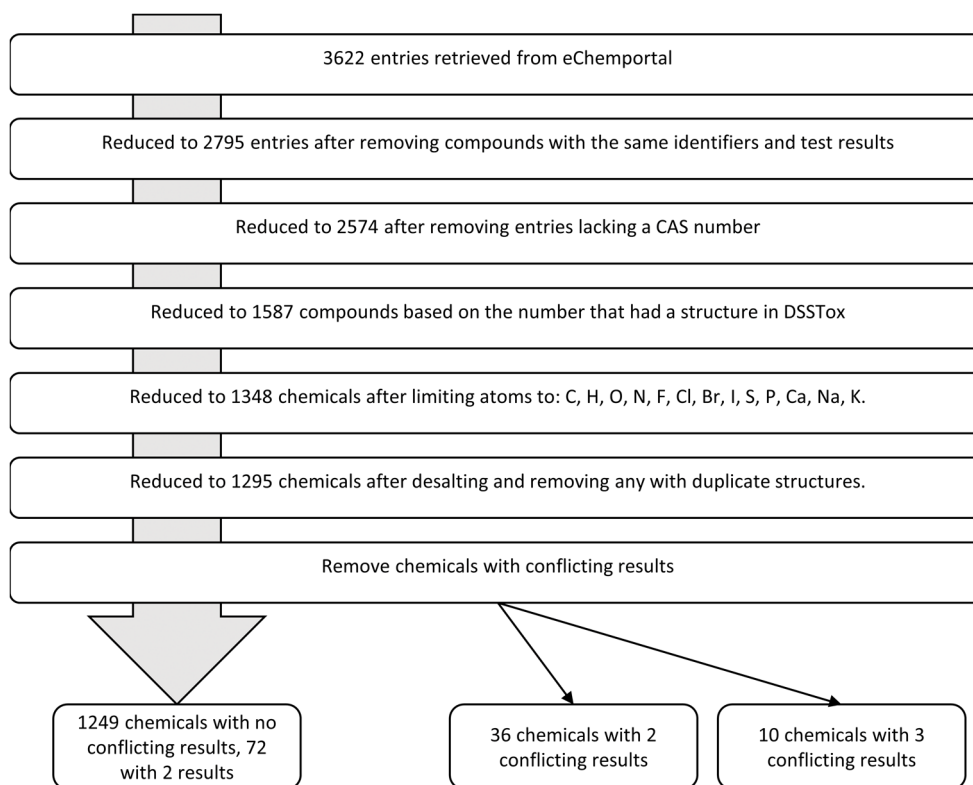 3622 entries retrieved from eChemportal
Reduced to 2795 entries after removing compounds with the same identifiers and test results
Reduced to 2574 after removing entries lacking a CAS number
Reduced to 1587 compounds based on the number that had a structure in DSSTox
Reduced to 1348 chemicals after limiting atoms to: C, H, O, N, F, Cl, Br, I, S, P, Ca, Na, K.
Reduced to 1295 chemicals after desalting and removing any with duplicate structures.
Remove chemicals with conflicting results
1249 chemicals with no
conflicting results, 72
with 2 results
36 chemicals with 2
conflicting results
10 chemicals with 3
conflicting results